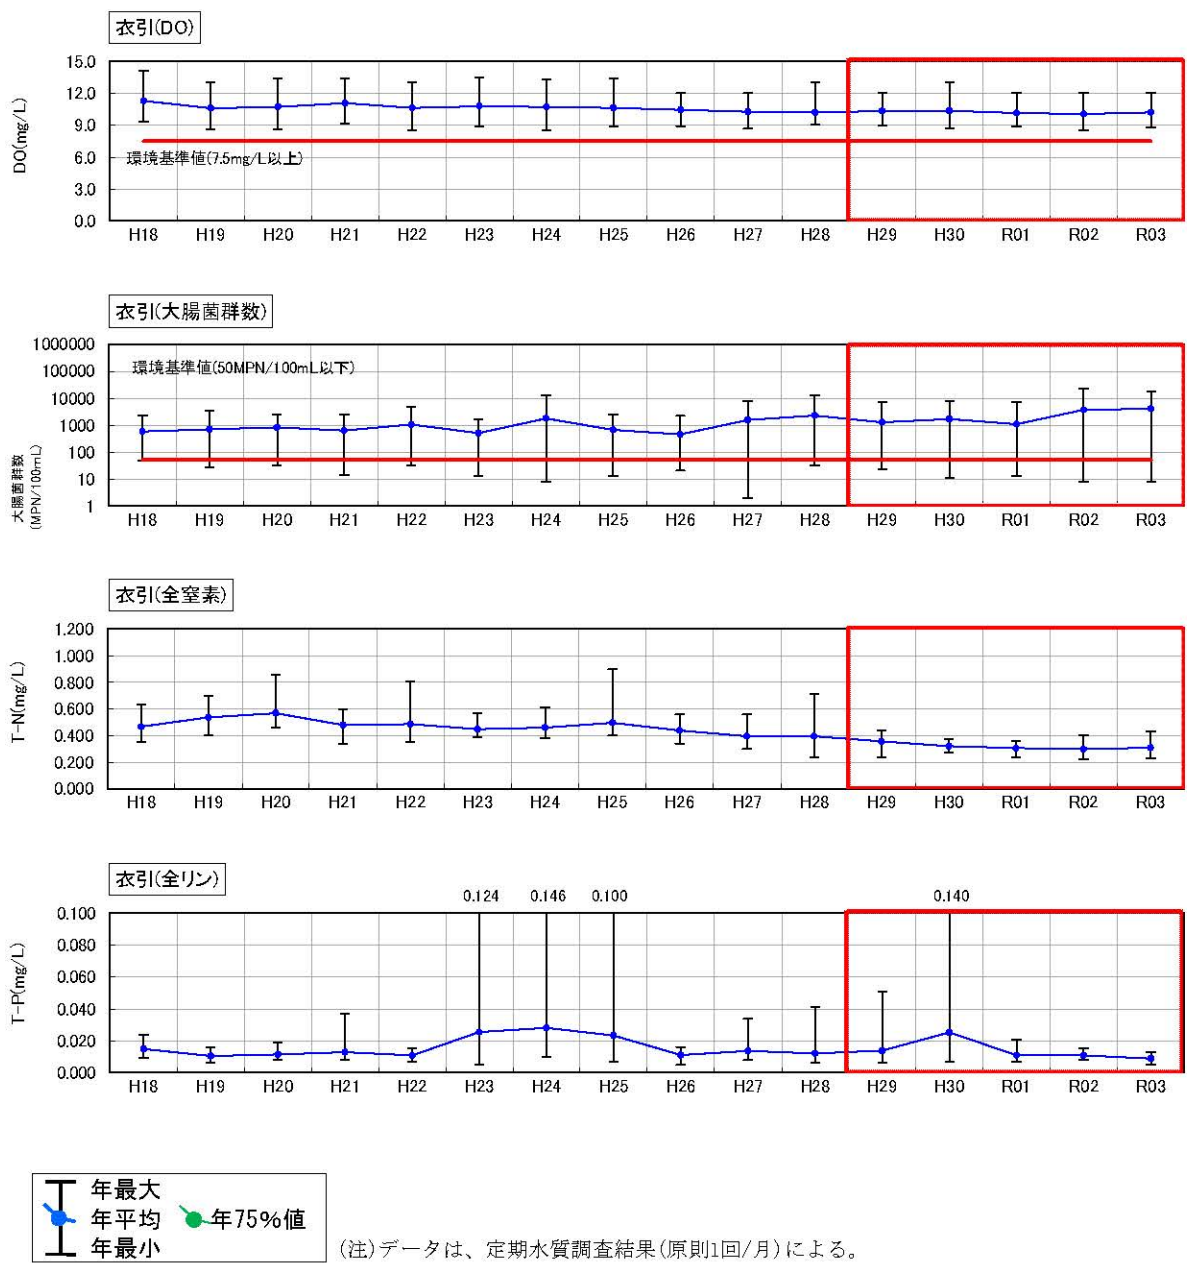 衣引(DO)
15.0
12.0
9.0
6.0
3.0
0.0
DO(mg/L)
環境基準値(7.5mg/L以上)
H18 H19 H20 H21 H22 H23 H24 H25 H26 H27 H28 H29 H30 R01 R02 R03
衣引(大腸菌群数)
1000000
100000
10000
1000
100
10
1
大腸菌群数
(MPN/100mL)
環境基準値(50MPN/100mL以下)
H18 H19 H20 H21 H22 H23 H24 H25 H26 H27 H28 H29 H30 R01 R02 R03
衣引(全窒素)
1.200
1.000
0.800
0.600
0.400
0.200
0.000
T-N(mg/L)
H18 H19 H20 H21 H22 H23 H24 H25 H26 H27 H28 H29 H30 R01 R02 R03
衣引(全リン)
0.124 0.146 0.100 0.140
0.100
0.080
0.060
0.040
0.020
0.000
T-P(mg/L)
H18 H19 H20 H21 H22 H23 H24 H25 H26 H27 H28 H29 H30 R01 R02 R03
年最大
年平均 年75%値
年最小
(注)データは、定期水質調査結果(原則1回/月)による。